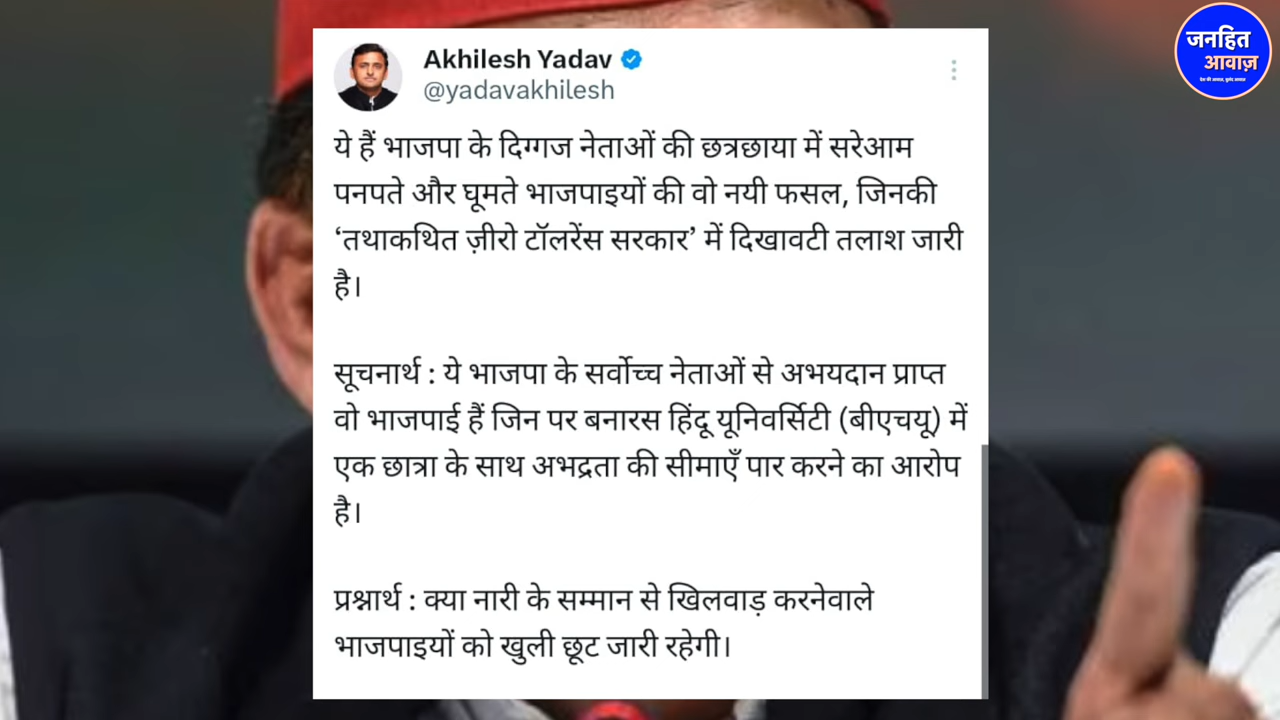 जनहित
आवाज़
देश की आवाज़, बुलंद आवाज़
Akhilesh Yadav
@yadavakhilesh
ये हैं भाजपा के दिग्गज नेताओं की छत्रछाया में सरेआम
पनपते और घूमते भाजपाइयों की वो नयी फसल, जिनकी
‘तथाकथित ज़ीरो टॉलरेंस सरकार’ में दिखावटी तलाश जारी
है।
सूचनार्थ : ये भाजपा के सर्वोच्च नेताओं से अभयदान प्राप्त
वो भाजपाई हैं जिन पर बनारस हिंदू यूनिवर्सिटी (बीएचयू) में
एक छात्रा के साथ अभद्रता की सीमाएँ पार करने का आरोप
है।
प्रश्नार्थ : क्या नारी के सम्मान से खिलवाड़ करनेवाले
भाजपाइयों को खुली छूट जारी रहेगी।